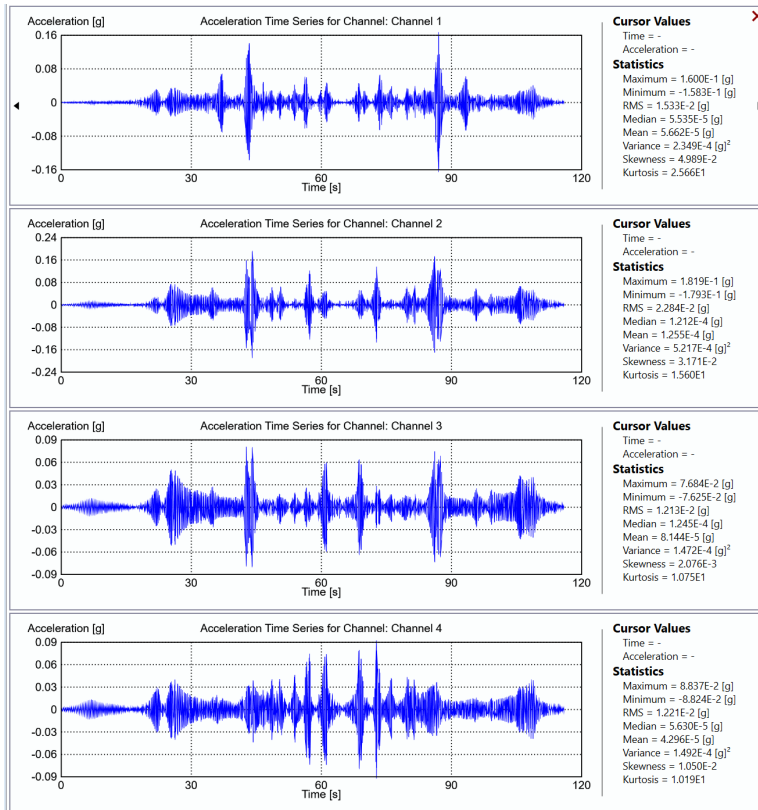 Acceleration [g] Acceleration Time Series for Channel: Channel 1
0.16
0.08
0
-0.08
-0.16
0 30 60 90 120
Time [s]
Cursor Values
Time = -
Acceleration = -
Statistics
Maximum = 1.600E-1 [g]
Minimum = -1.583E-1 [g]
RMS = 1.533E-2 [g]
Median = 5.535E-5 [g]
Mean = 5.662E-5 [g]
Variance = 2.349E-4 [g]²
Skewness = 4.989E-2
Kurtosis = 2.566E1
Acceleration [g] Acceleration Time Series for Channel: Channel 2
0.24
0.16
0.08
0
-0.08
-0.16
-0.24
0 30 60 90 120
Time [s]
Cursor Values
Time = -
Acceleration = -
Statistics
Maximum = 1.819E-1 [g]
Minimum = -1.793E-1 [g]
RMS = 2.284E-2 [g]
Median = 1.212E-4 [g]
Mean = 1.255E-4 [g]
Variance = 5.217E-4 [g]²
Skewness = 3.171E-2
Kurtosis = 1.560E1
Acceleration [g] Acceleration Time Series for Channel: Channel 3
0.09
0.06
0.03
0
-0.03
-0.06
-0.09
0 30 60 90 120
Time [s]
Cursor Values
Time = -
Acceleration = -
Statistics
Maximum = 7.684E-2 [g]
Minimum = -7.625E-2 [g]
RMS = 1.213E-2 [g]
Median = 1.245E-4 [g]
Mean = 8.144E-5 [g]
Variance = 1.472E-4 [g]²
Skewness = 2.076E-3
Kurtosis = 1.075E1
Acceleration [g] Acceleration Time Series for Channel: Channel 4
0.09
0.06
0.03
0
-0.03
-0.06
-0.09
0 30 60 90 120
Time [s]
Cursor Values
Time = -
Acceleration = -
Statistics
Maximum = 8.837E-2 [g]
Minimum = -8.824E-2 [g]
RMS = 1.221E-2 [g]
Median = 5.630E-5 [g]
Mean = 4.296E-5 [g]
Variance = 1.492E-4 [g]²
Skewness = 1.050E-2
Kurtosis = 1.019E1